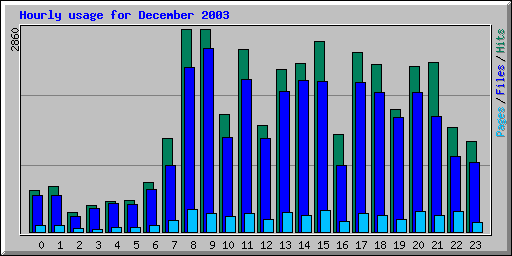 Hourly usage for December 2003
2860
Pages / Files / Hits
0 1 2 3 4 5 6 7 8 9 10 11 12 13 14 15 16 17 18 19 20 21 22 23